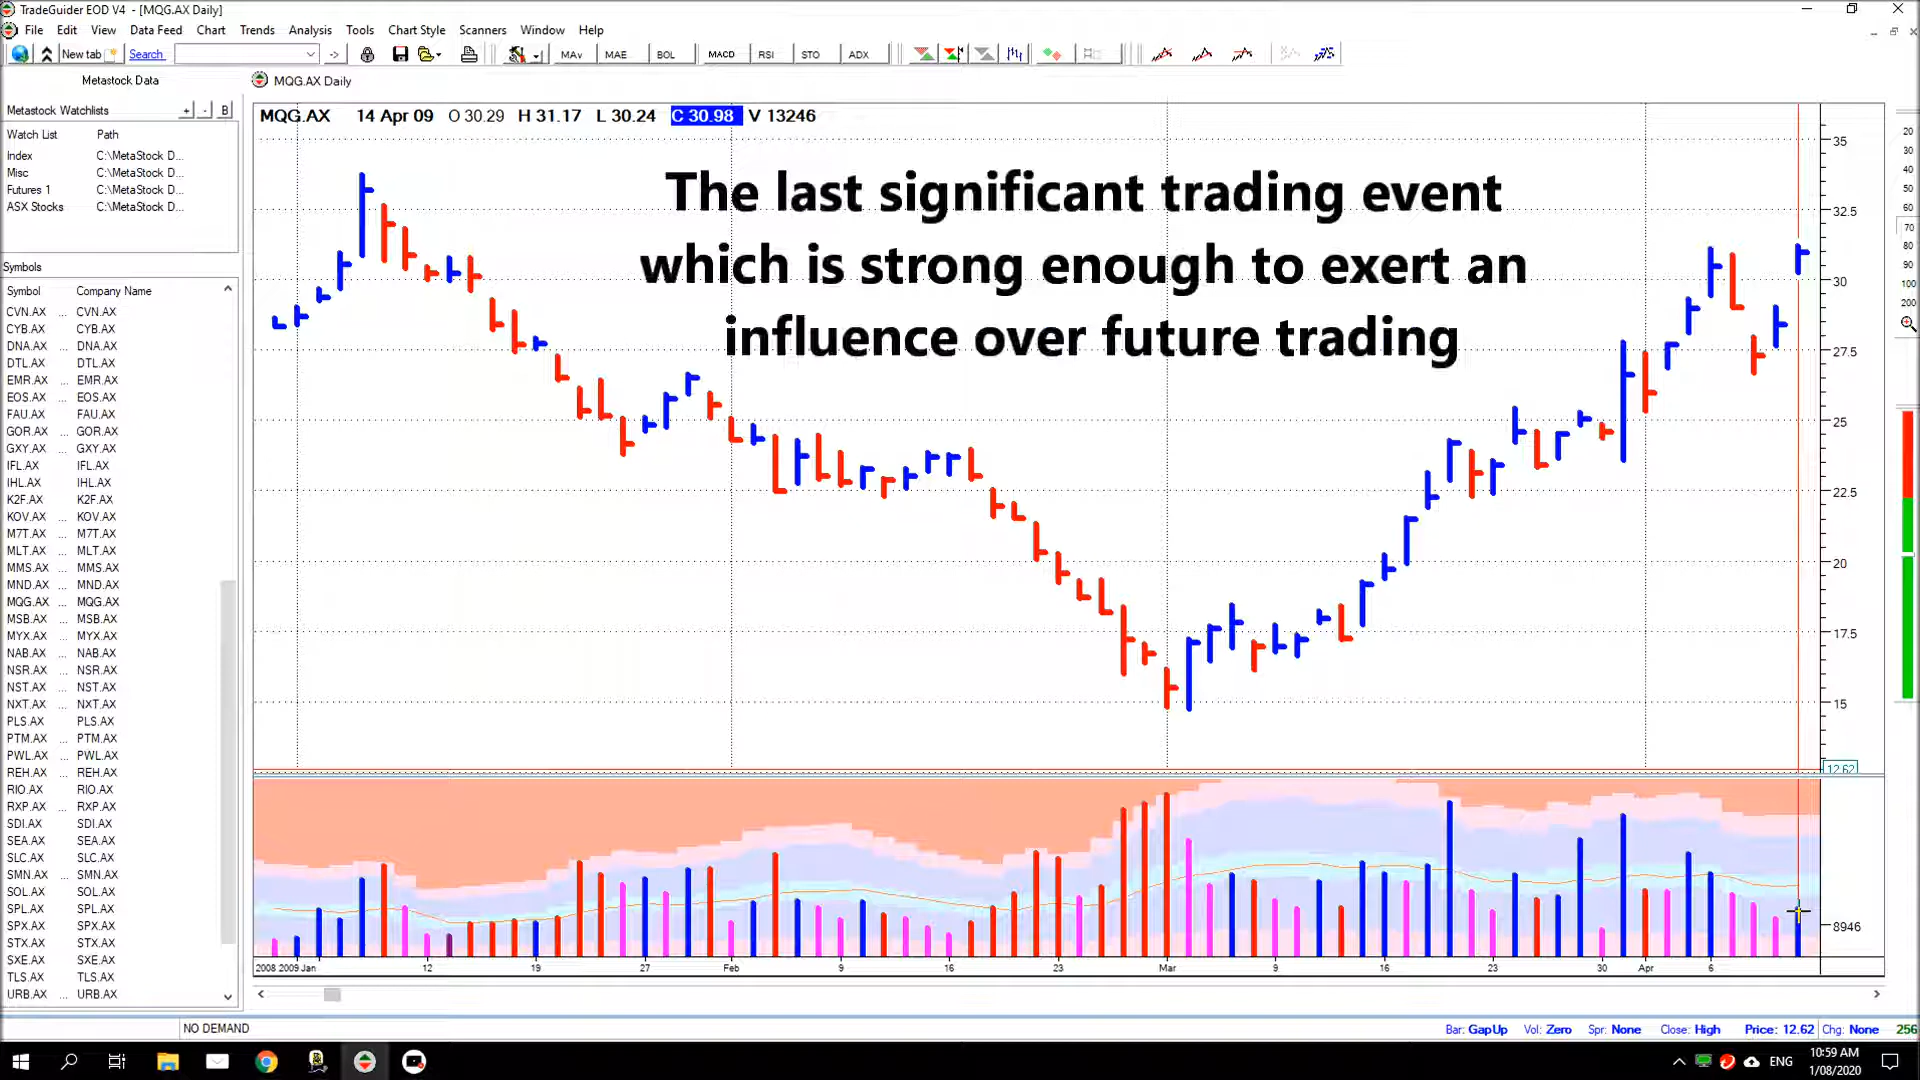 TradeGuider EOD V4 - [MQG.AX Daily]
File Edit View Data Feed Chart Trends Analysis Tools Chart Style Scanners Window Help
New tab Search -> MAv MAE BOL MACD RSI STO ADX
Metastock Data
MQG.AX Daily
Metastock Watchlists + - B
Watch List Path
Index C:\MetaStock D...
Misc C:\MetaStock D...
Futures 1 C:\MetaStock D...
ASX Stocks C:\MetaStock D...
Symbols
Symbol Company Name
CVN.AX ... CVN.AX
CYB.AX CYB.AX
DNA.AX ... DNA.AX
DTL.AX DTL.AX
EMR.AX ... EMR.AX
EOS.AX ... EOS.AX
FAU.AX FAU.AX
GOR.AX ... GOR.AX
GXY.AX ... GXY.AX
IFL.AX IFL.AX
IHL.AX IHL.AX
K2F.AX K2F.AX
KOV.AX ... KOV.AX
M7T.AX ... M7T.AX
MLT.AX ... MLT.AX
MMS.AX ... MMS.AX
MND.AX ... MND.AX
MQG.AX ... MQG.AX
MSB.AX ... MSB.AX
MYX.AX ... MYX.AX
NAB.AX ... NAB.AX
NSR.AX ... NSR.AX
NST.AX ... NST.AX
NXT.AX ... NXT.AX
PLS.AX PLS.AX
PTM.AX ... PTM.AX
PWL.AX ... PWL.AX
REH.AX ... REH.AX
RIO.AX RIO.AX
RXP.AX ... RXP.AX
SDI.AX SDI.AX
SEA.AX ... SEA.AX
SLC.AX ... SLC.AX
SMN.AX ... SMN.AX
SOL.AX ... SOL.AX
SPL.AX ... SPL.AX
SPX.AX ... SPX.AX
STX.AX ... STX.AX
SXE.AX ... SXE.AX
TLS.AX ... TLS.AX
URB.AX ... URB.AX
MQG.AX 14 Apr 09 O 30.29 H 31.17 L 30.24 C 30.98 V 13246
The last significant trading event
which is strong enough to exert an
influence over future trading
35
32.5
30
27.5
25
22.5
20
17.5
15
12.62
8946
20
30
40
50
60
70
80
90
100
200
2008 2009 Jan 12 19 27 Feb 9 16 23 Mar 9 16 23 30 Apr 6
NO DEMAND
Bar: GapUp Vol: Zero Spr: None Close: High Price: 12.62 Chg: None 256
ENG
10:59 AM
1/08/2020